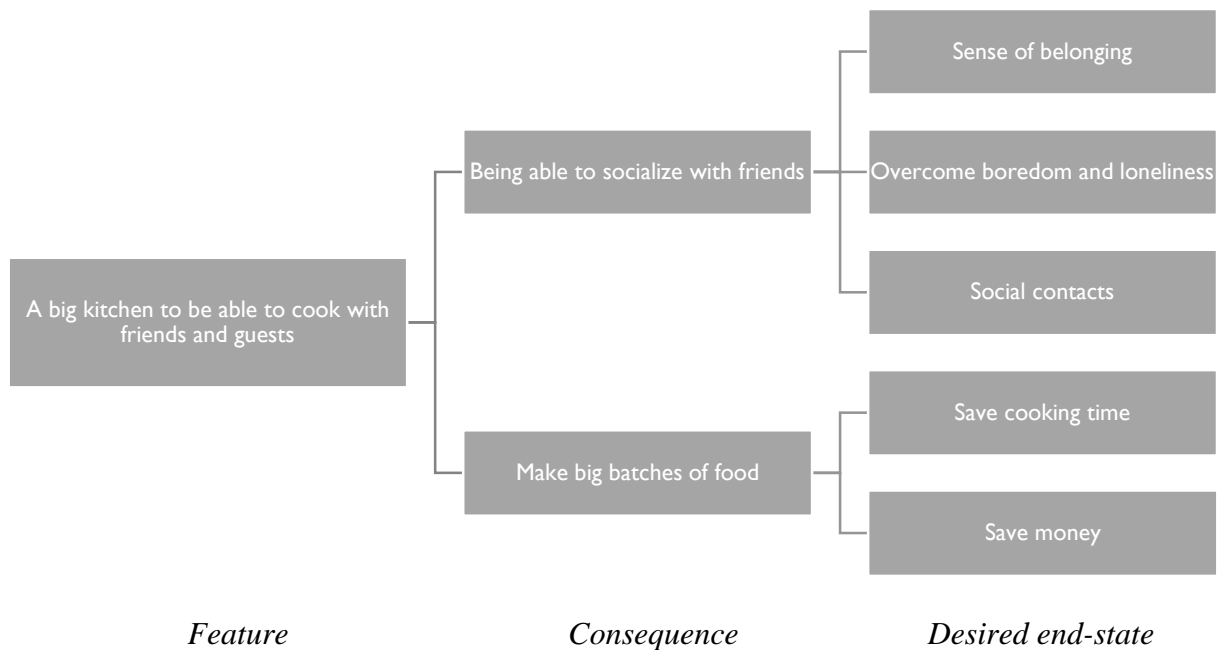 Sense of belonging
Being able to socialize with friends
Overcome boredom and loneliness
Social contacts
A big kitchen to be able to cook with
friends and guests
Save cooking time
Make big batches of food
Save money
Feature
Consequence
Desired end-state